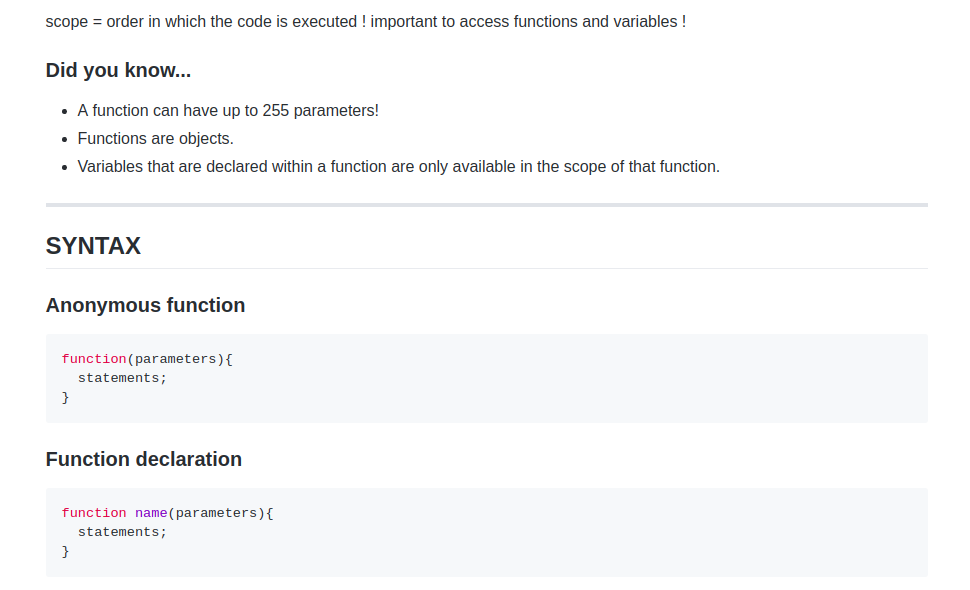 scope = order in which the code is executed ! important to access functions and variables !
Did you know...
• A function can have up to 255 parameters!
• Functions are objects.
• Variables that are declared within a function are only available in the scope of that function.
SYNTAX
Anonymous function
function(parameters){
  statements;
}
Function declaration
function name(parameters){
  statements;
}